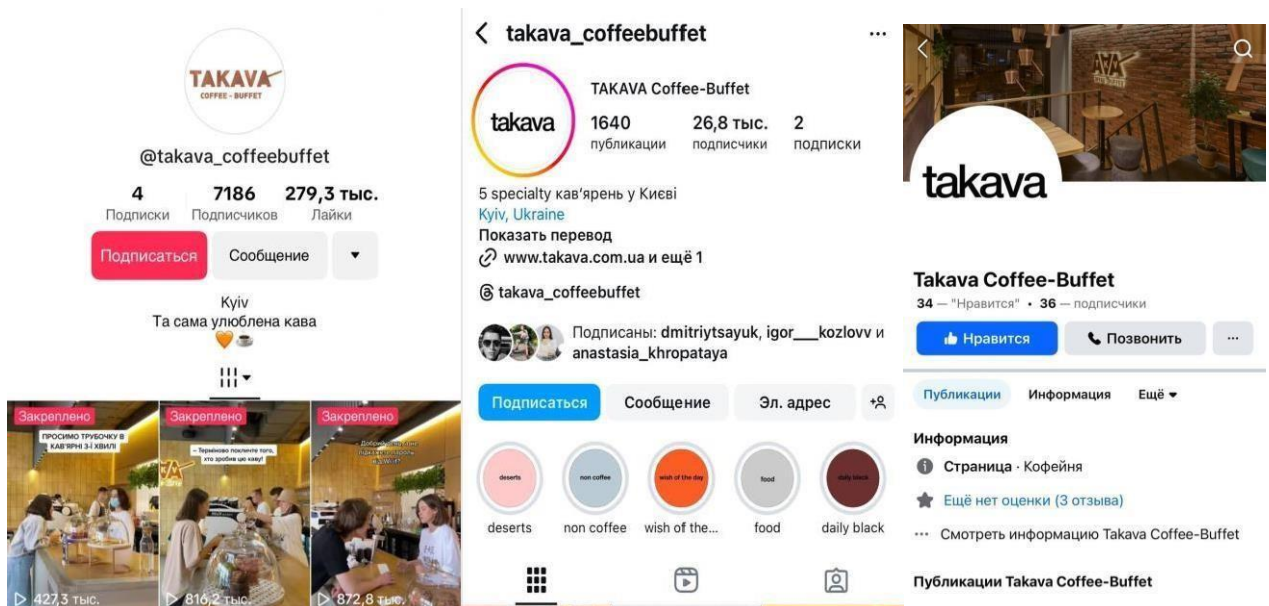 TAKAVA
COFFEE - BUFFET
@takava_coffeebuffet
4 7186 279,3 тыс.
Подписки Подписчиков Лайки
Подписаться Сообщение
Kyiv
Та сама улюблена кава
Закреплено Закреплено Закреплено
ПРОСИМО ТРУБОЧКУ В
КАВ'ЯРНІ 3-ї ХВИЛІ
- Терміново покличте того,
хто зробив цю каву!
427,3 тыс. 816,2 тыс. 872,8 тыс.
takava_coffeebuffet
takava
TAKAVA Coffee-Buffet
1640 26,8 тыс. 2
публикации подписчики подписки
5 specialty кав'ярень у Києві
Kyiv, Ukraine
Показать перевод
www.takava.com.ua и ещё 1
takava_coffeebuffet
Подписаны: dmitriytsayuk, igor___kozlovv и
anastasia_khropataya
Подписаться Сообщение Эл. адрес
deserts non coffee wish of the day food daily black
deserts non coffee wish of the... food daily black
takava
Takava Coffee-Buffet
34 — "Нравится" • 36 — подписчики
Нравится Позвонить
Публикации Информация Ещё
Информация
Страница · Кофейня
Ещё нет оценки (3 отзыва)
Смотреть информацию Takava Coffee-Buffet
Публикации Takava Coffee-Buffet